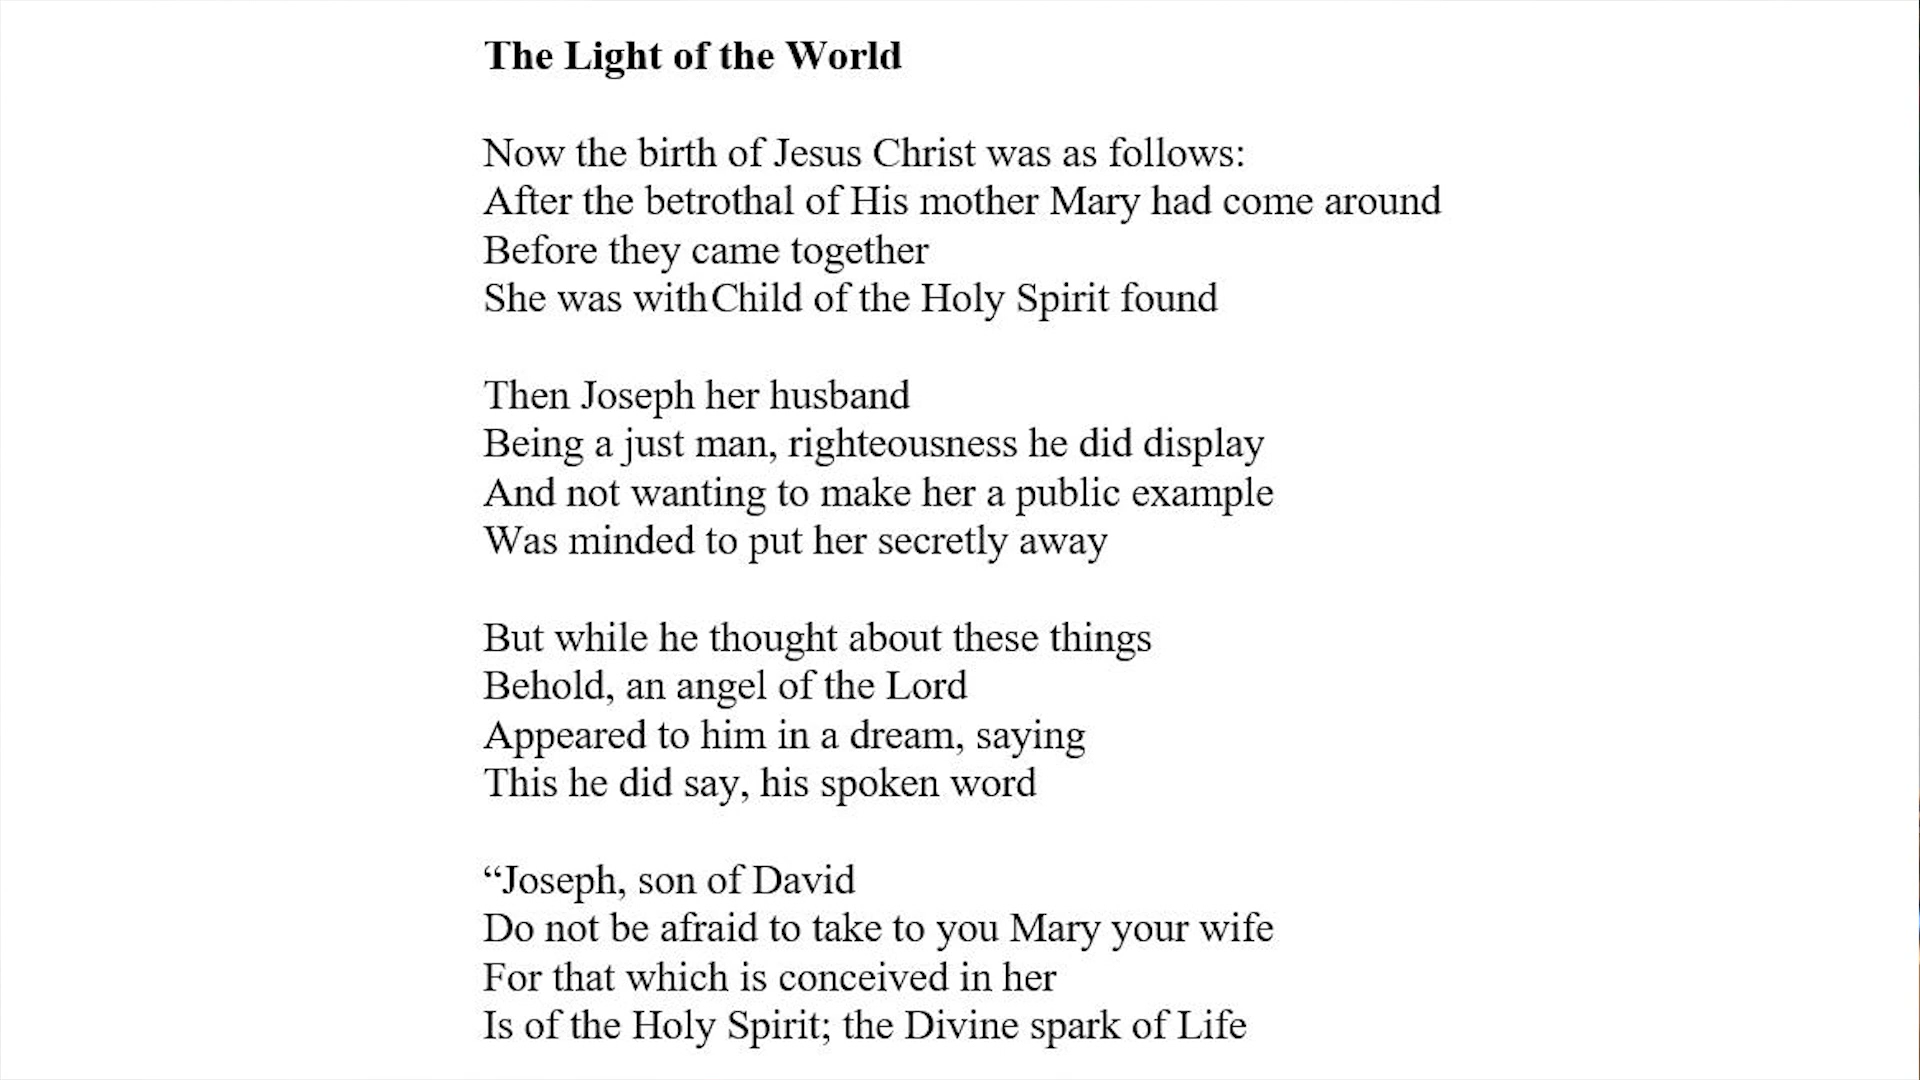 The Light of the World
Now the birth of Jesus Christ was as follows:
After the betrothal of His mother Mary had come around
Before they came together
She was with Child of the Holy Spirit found
Then Joseph her husband
Being a just man, righteousness he did display
And not wanting to make her a public example
Was minded to put her secretly away
But while he thought about these things
Behold, an angel of the Lord
Appeared to him in a dream, saying
This he did say, his spoken word
“Joseph, son of David
Do not be afraid to take to you Mary your wife
For that which is conceived in her
Is of the Holy Spirit; the Divine spark of Life